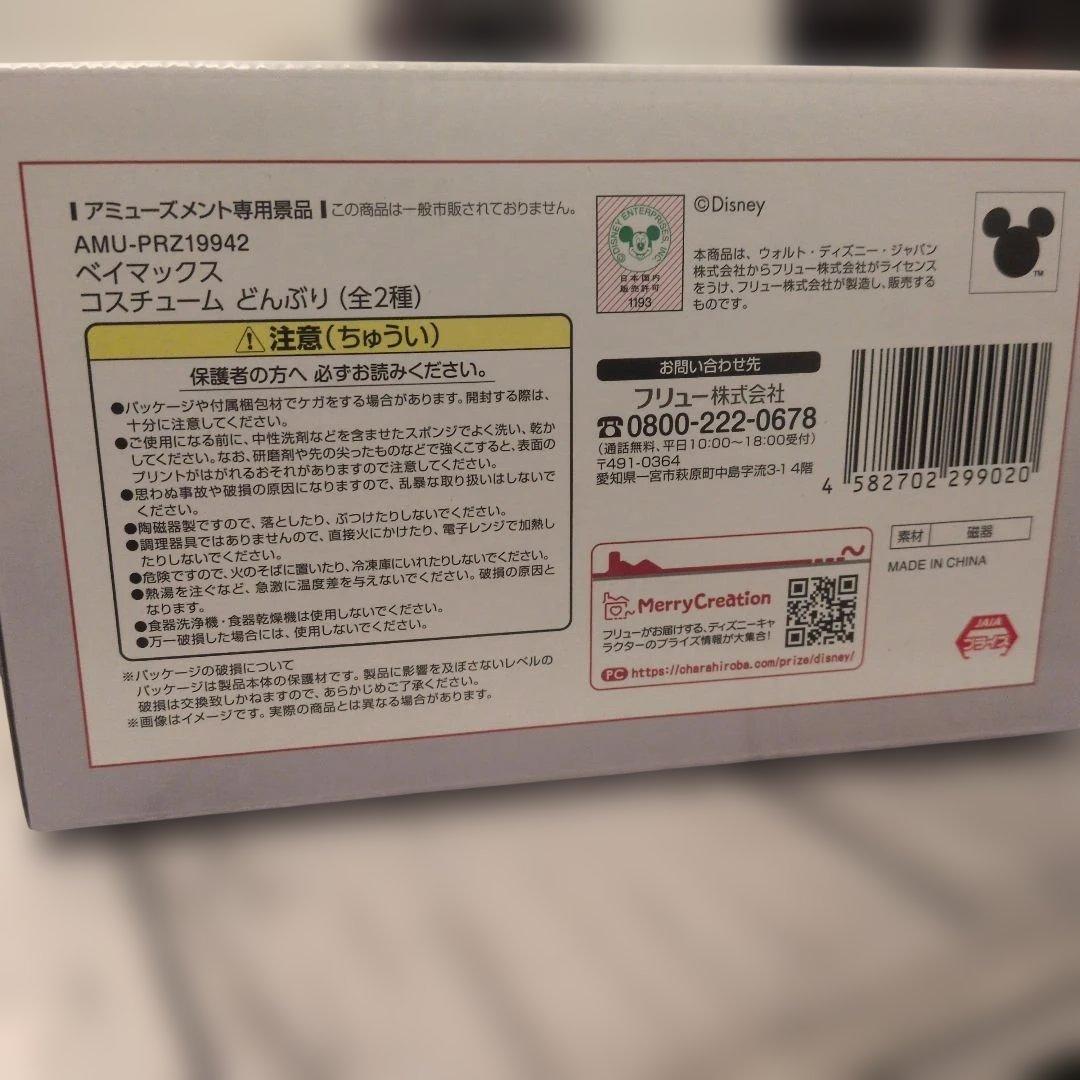 アミューズメント専用景品 この商品は一般市販されておりません。
AMU-PRZ19942
ベイマックス
コスチューム どんぶり(全2種)
注意(ちゅうい)
保護者の方へ 必ずお読みください。
●パッケージや付属梱包材でケガをする場合があります。開封する際は、
十分に注意してください。
●ご使用になる前に、中性洗剤などを含ませたスポンジでよく洗い、乾か
してください。なお、研磨剤や先の尖ったものなどで強くこすると、表面の
プリントがはがれるおそれがありますので注意してください。
●思わぬ事故や破損の原因になりますので、乱暴な取り扱いはしないで
ください。
●陶磁器製ですので、落としたり、ぶつけたりしないでください。
●調理器具ではありませんので、直接火にかけたり、電子レンジで加熱し
たりしないでください。
●危険ですので、火のそばに置いたり、冷凍庫にいれたりしないでください。
●熱湯を注ぐなど、急激に温度差を与えないでください。破損の原因と
なります。
●食器洗浄機・食器乾燥機は使用しないでください。
●万一破損した場合には、使用しないでください。
※パッケージの破損について
パッケージは製品本体の保護材です。製品に影響を及ぼさないレベルの
破損は交換致しかねますので、あらかじめご了承ください。
※画像はイメージです。実際の商品とは異なる場合があります。
©DISNEY ENTERPRISES, INC
日本国内
販売許可
1193
©Disney
本商品は、ウォルト・ディズニー・ジャパン
株式会社からフリュー株式会社がライセンス
をうけ、フリュー株式会社が製造し、販売する
ものです。
TM
お問い合わせ先
フリュー株式会社
☎0800-222-0678
(通話無料、平日10:00〜18:00受付)
〒491-0364
愛知県一宮市萩原町中島字流3-1 4階
4 582702 299020
素材 磁器
MADE IN CHINA
MerryCreation
フリューがお届けする、ディズニーキャ
ラクターのプライズ情報が大集合!
PC https://oharahiroba.com/prize/disney/
JAIA
プライズ